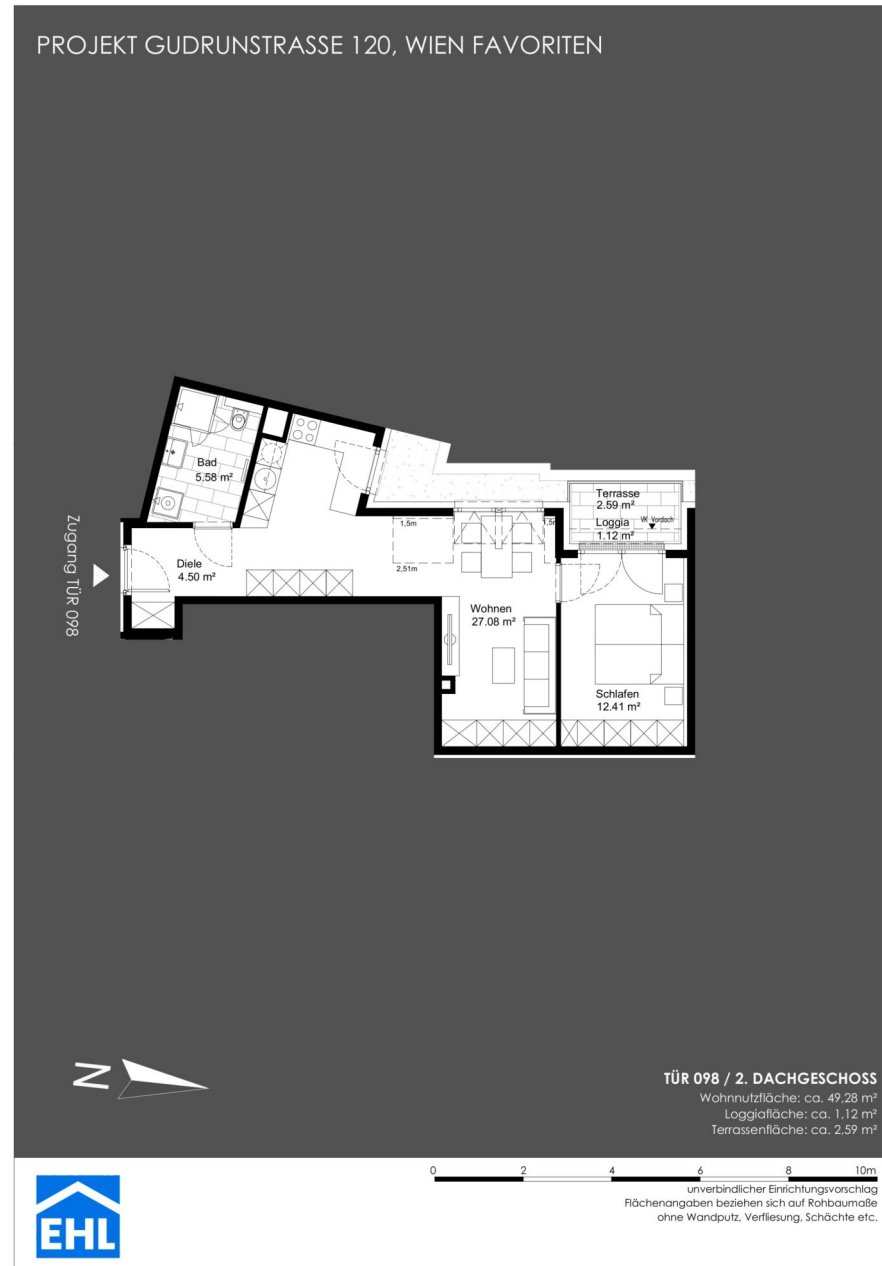 PROJEKT GUDRUNSTRASSE 120, WIEN FAVORITEN
Bad
5.58 m²
Terrasse
2.59 m²
Loggia
1.12 m²
VK Vordach
1,5m
1,5m
2,51m
Zugang TÜR 098
Diele
4.50 m²
Wohnen
27.08 m²
Schlafen
12.41 m²
N
TÜR 098 / 2. DACHGESCHOSS
Wohnnutzfläche: ca. 49,28 m²
Loggiafläche: ca. 1,12 m²
Terrassenfläche: ca. 2,59 m²
0 2 4 6 8 10m
unverbindlicher Einrichtungsvorschlag
Flächenangaben beziehen sich auf Rohbaumaße
ohne Wandputz, Verfliesung, Schächte etc.
EHL